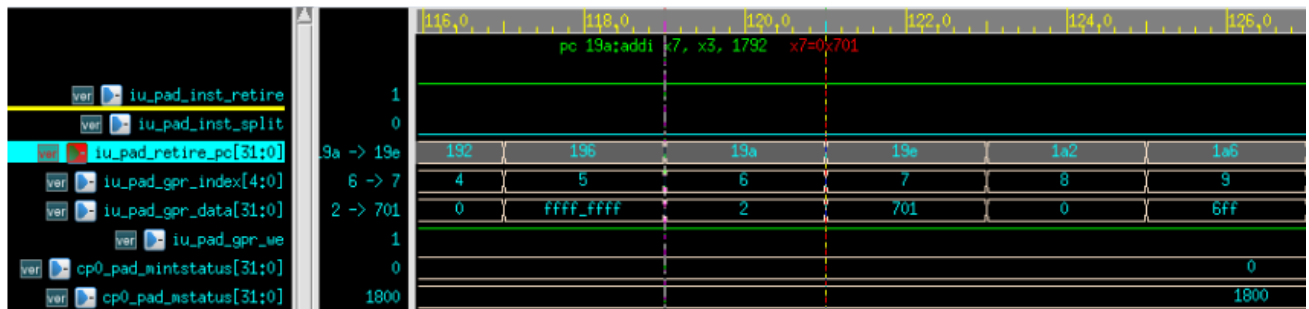 116,0 118,0 120,0 122,0 124,0 126,0
pc 19a:addi x7, x3, 1792 x7=0x701
ver iu_pad_inst_retire 1
ver iu_pad_inst_split 0
ver iu_pad_retire_pc[31:0] 19a -> 19e 192 196 19a 19e 1a2 1a6
ver iu_pad_gpr_index[4:0] 6 -> 7 4 5 6 7 8 9
ver iu_pad_gpr_data[31:0] 2 -> 701 0 ffff_ffff 2 701 0 6ff
ver iu_pad_gpr_we 1
ver cp0_pad_mintstatus[31:0] 0 0
ver cp0_pad_mstatus[31:0] 1800 1800